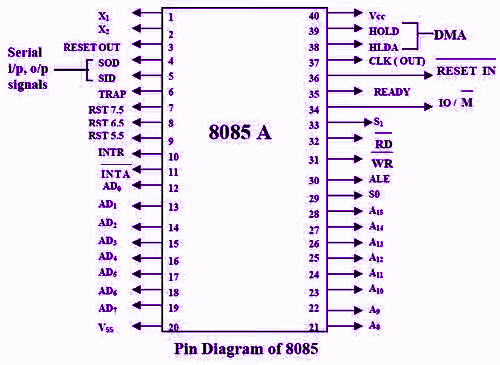 X₁ 1 40 Vcc
X₂ 2 39 HOLD
RESET OUT 3 38 HLDA
DMA
Serial
i/p, o/p
signals
SOD 4 37 CLK ( OUT)
SID 5 36 RESET IN
TRAP 6 35 READY
RST 7.5 7 34 IO / M
RST 6.5 8 33 S₁
RST 5.5 9 32 RD
8085 A
INTR 10 31 WR
INTA 11 30 ALE
AD₀ 12 29 S0
AD₁ 13 28 A₁₅
AD₂ 14 27 A₁₄
AD₃ 15 26 A₁₃
AD₄ 16 25 A₁₂
AD₅ 17 24 A₁₁
AD₆ 18 23 A₁₀
AD₇ 19 22 A₉
Vss 20 21 A₈
Pin Diagram of 8085